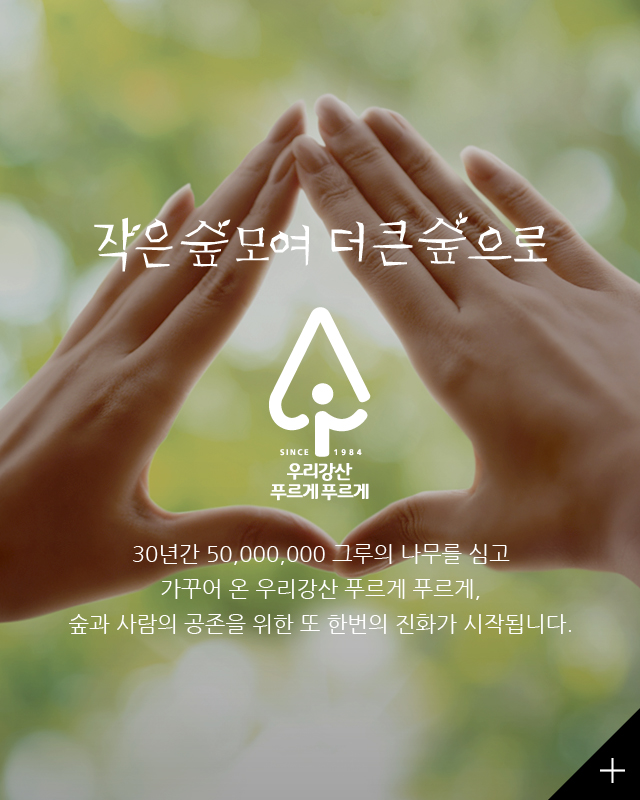 작은 숲 모여 더 큰 숲으로
SINCE 1984
우리강산
푸르게 푸르게
30년간 50,000,000 그루의 나무를 심고
가꾸어 온 우리강산 푸르게 푸르게,
숲과 사람의 공존을 위한 또 한번의 진화가 시작됩니다.